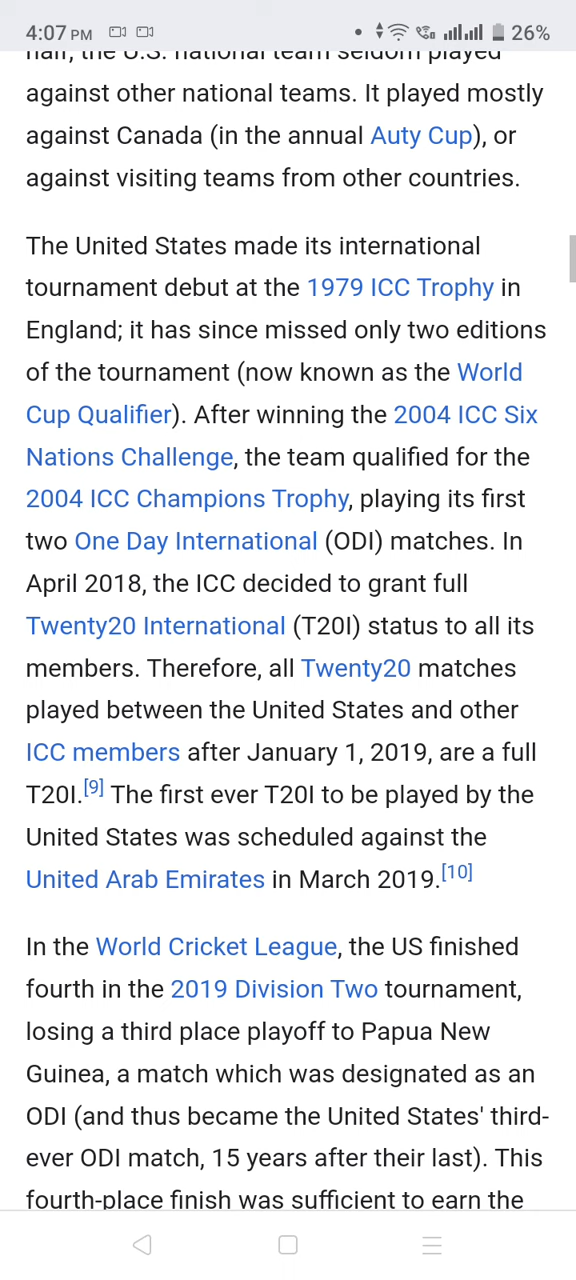 4:07 PM 26%
half, the U.S. national team seldom played
against other national teams. It played mostly
against Canada (in the annual Auty Cup), or
against visiting teams from other countries.
The United States made its international
tournament debut at the 1979 ICC Trophy in
England; it has since missed only two editions
of the tournament (now known as the World
Cup Qualifier). After winning the 2004 ICC Six
Nations Challenge, the team qualified for the
2004 ICC Champions Trophy, playing its first
two One Day International (ODI) matches. In
April 2018, the ICC decided to grant full
Twenty20 International (T20I) status to all its
members. Therefore, all Twenty20 matches
played between the United States and other
ICC members after January 1, 2019, are a full
T20I.[9] The first ever T20I to be played by the
United States was scheduled against the
United Arab Emirates in March 2019.[10]
In the World Cricket League, the US finished
fourth in the 2019 Division Two tournament,
losing a third place playoff to Papua New
Guinea, a match which was designated as an
ODI (and thus became the United States' third-
ever ODI match, 15 years after their last). This
fourth-place finish was sufficient to earn the